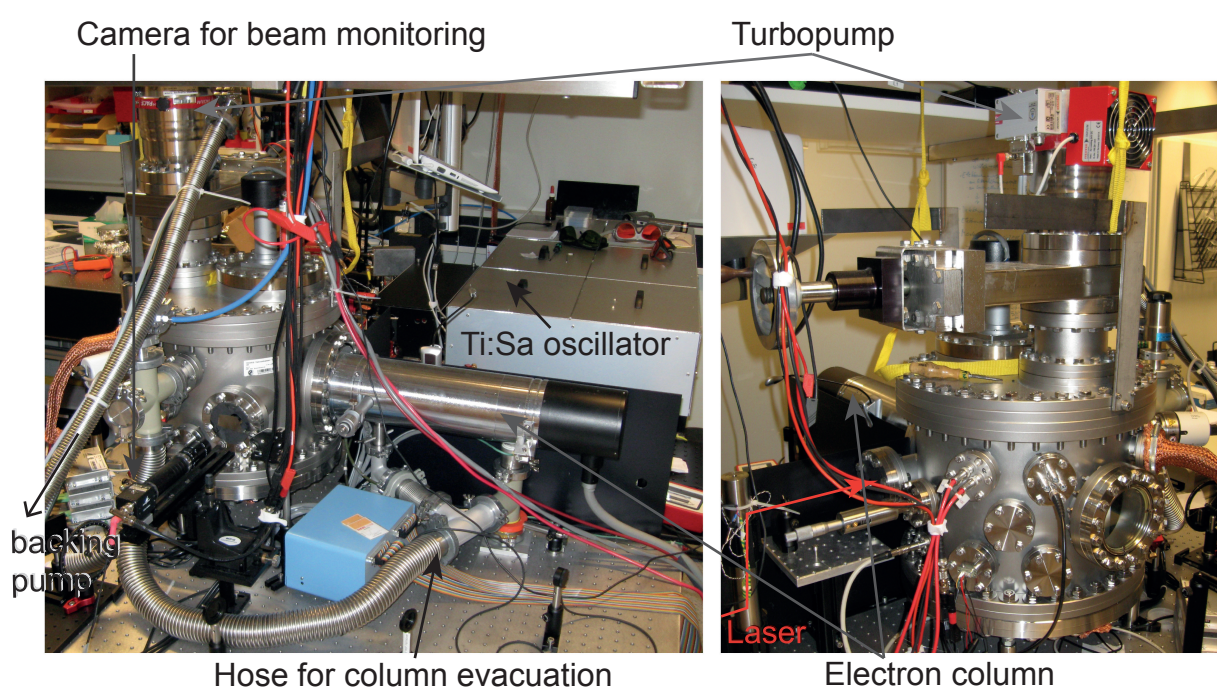 Camera for beam monitoring
Turbopump
Ti:Sa oscillator
backing
pump
Laser
Hose for column evacuation
Electron column